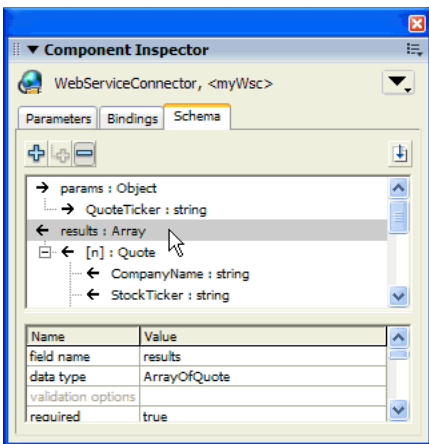 Component Inspector
WebServiceConnector, <myWsc>
Parameters Bindings Schema
params : Object
QuoteTicker : string
results : Array
[n] : Quote
CompanyName : string
StockTicker : string
Name Value
field name results
data type ArrayOfQuote
validation options
required true